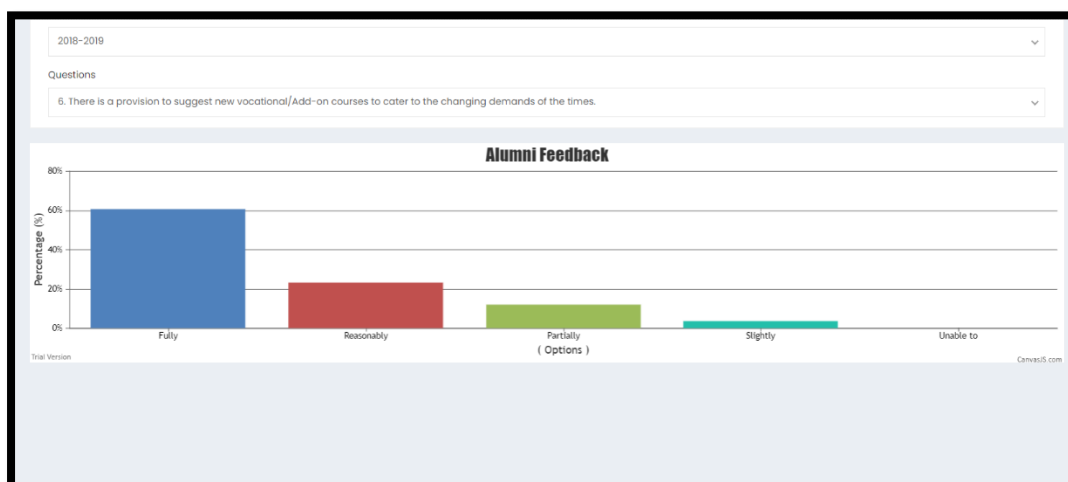 2018-2019
Questions
6. There is a provision to suggest new vocational/Add-on courses to cater to the changing demands of the times.
Alumni Feedback
80%
60%
40%
20%
0%
Percentage (%)
Fully Reasonably Partially Slightly Unable to
( Options )
Trial Version CanvasJS.com